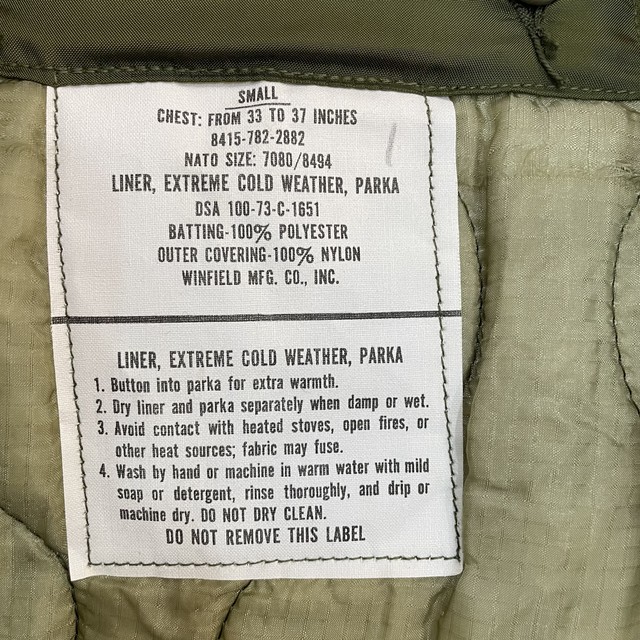 SMALL
CHEST: FROM 33 TO 37 INCHES
8415-782-2882
NATO SIZE: 7080/8494
LINER, EXTREME COLD WEATHER, PARKA
DSA 100-73-C-1651
BATTING-100% POLYESTER
OUTER COVERING-100% NYLON
WINFIELD MFG. CO., INC.
LINER, EXTREME COLD WEATHER, PARKA
1. Button into parka for extra warmth.
2. Dry liner and parka separately when damp or wet.
3. Avoid contact with heated stoves, open fires, or
other heat sources; fabric may fuse.
4. Wash by hand or machine in warm water with mild
soap or detergent, rinse thoroughly, and drip or
machine dry. DO NOT DRY CLEAN.
DO NOT REMOVE THIS LABEL